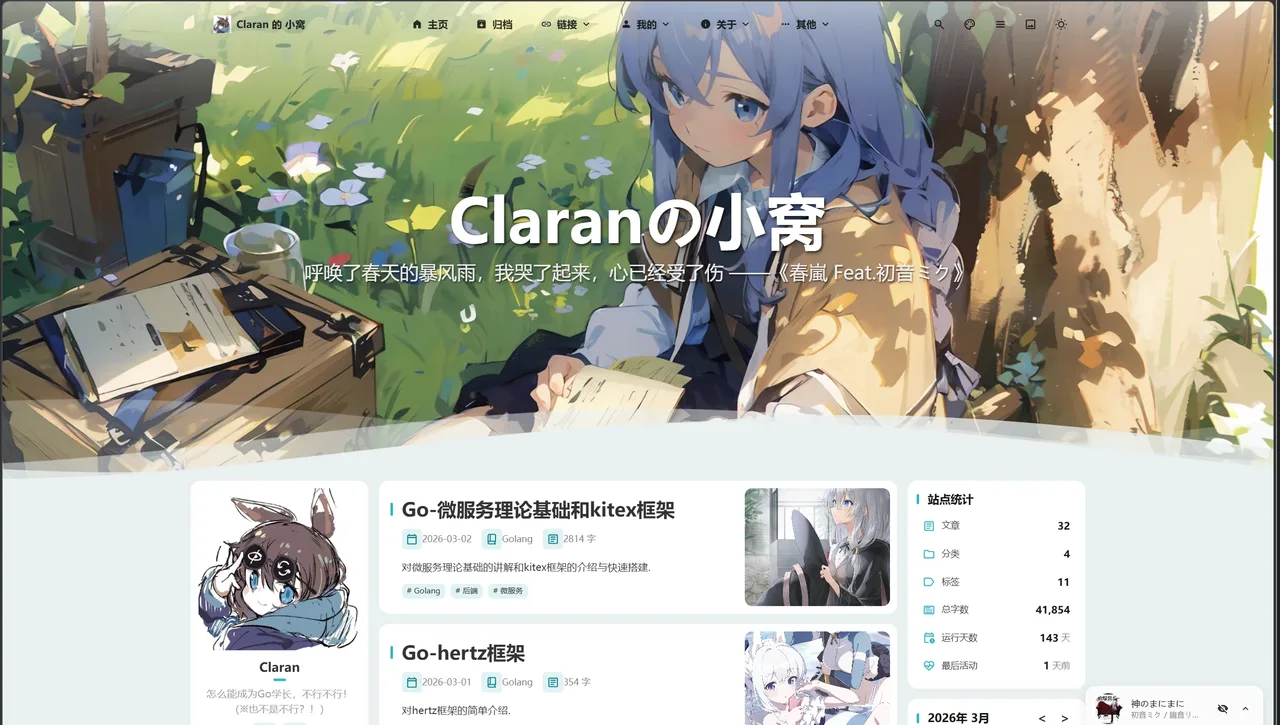 Claran 的 小窝
主页
归档
链接
我的
关于
其他
Claranの小窝
呼唤了春天的暴风雨，我哭了起来，心已经受了伤 ——《春嵐 Feat.初音ミク》
Go-微服务理论基础和kitex框架
2026-03-02 Golang 2814 字
对微服务理论基础的讲解和kitex框架的介绍与快速搭建.
# Golang # 后端 # 微服务
Go-hertz框架
2026-03-01 Golang 354 字
对hertz框架的简单介绍.
Claran
怎么能成为Go学长，不行不行！
(※也不是不行？！)
站点统计
文章 32
分类 4
标签 11
总字数 41,854
运行天数 143 天
最后活动 1 天前
2026年 3月 < >
神のまにまに
初音ミク / 鏡音リ...